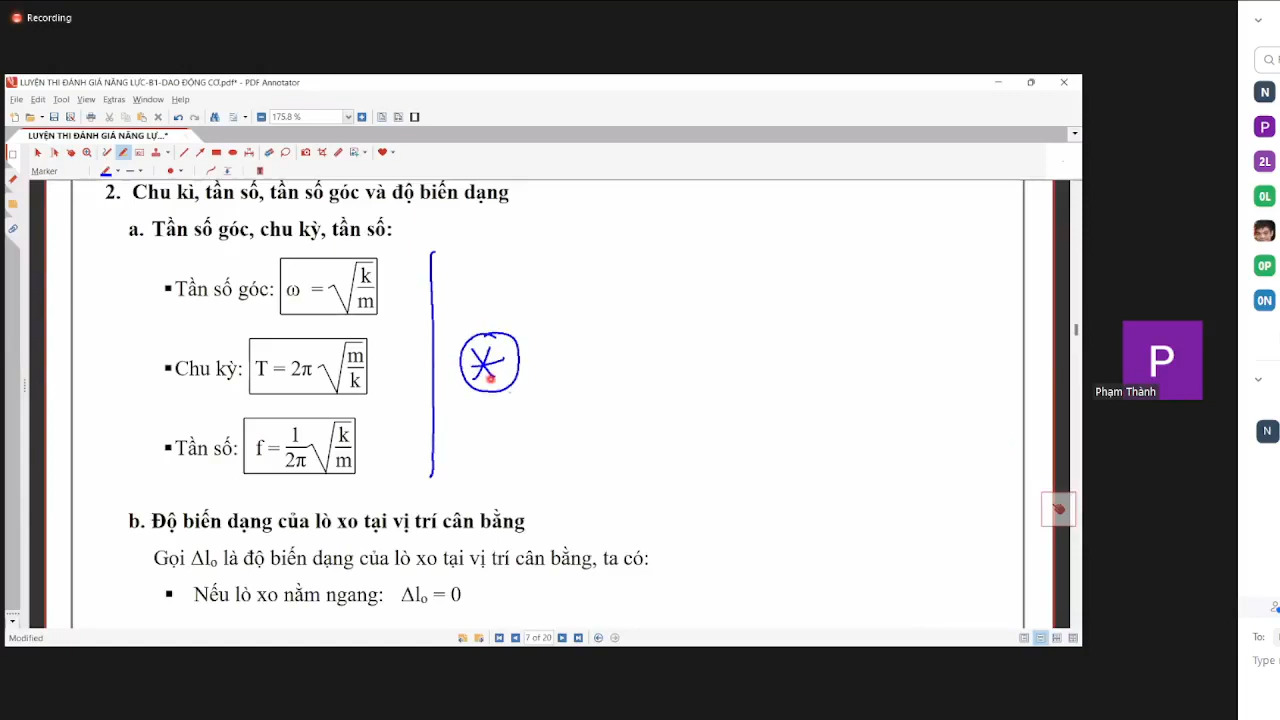 Recording
LUYỆN THI ĐÁNH GIÁ NĂNG LỰC-B1-DAO ĐỘNG CƠ.pdf* - PDF Annotator
File Edit Tool View Extras Window Help
175.8 %
LUYỆN THI ĐÁNH GIÁ NĂNG LỰ...*
Marker
2. Chu kì, tần số, tần số góc và độ biến dạng
a. Tần số góc, chu kỳ, tần số:
▪ Tần số góc: ω = √(k/m)
▪ Chu kỳ: T = 2π √(m/k)
▪ Tần số: f = 1/2π √(k/m)
b. Độ biến dạng của lò xo tại vị trí cân bằng
Gọi Δlₒ là độ biến dạng của lò xo tại vị trí cân bằng, ta có:
▪ Nếu lò xo nằm ngang: Δlₒ = 0
Modified
7 of 20
P
Phạm Thành
N
P
2L
0L
0P
0N
N
To:
Type